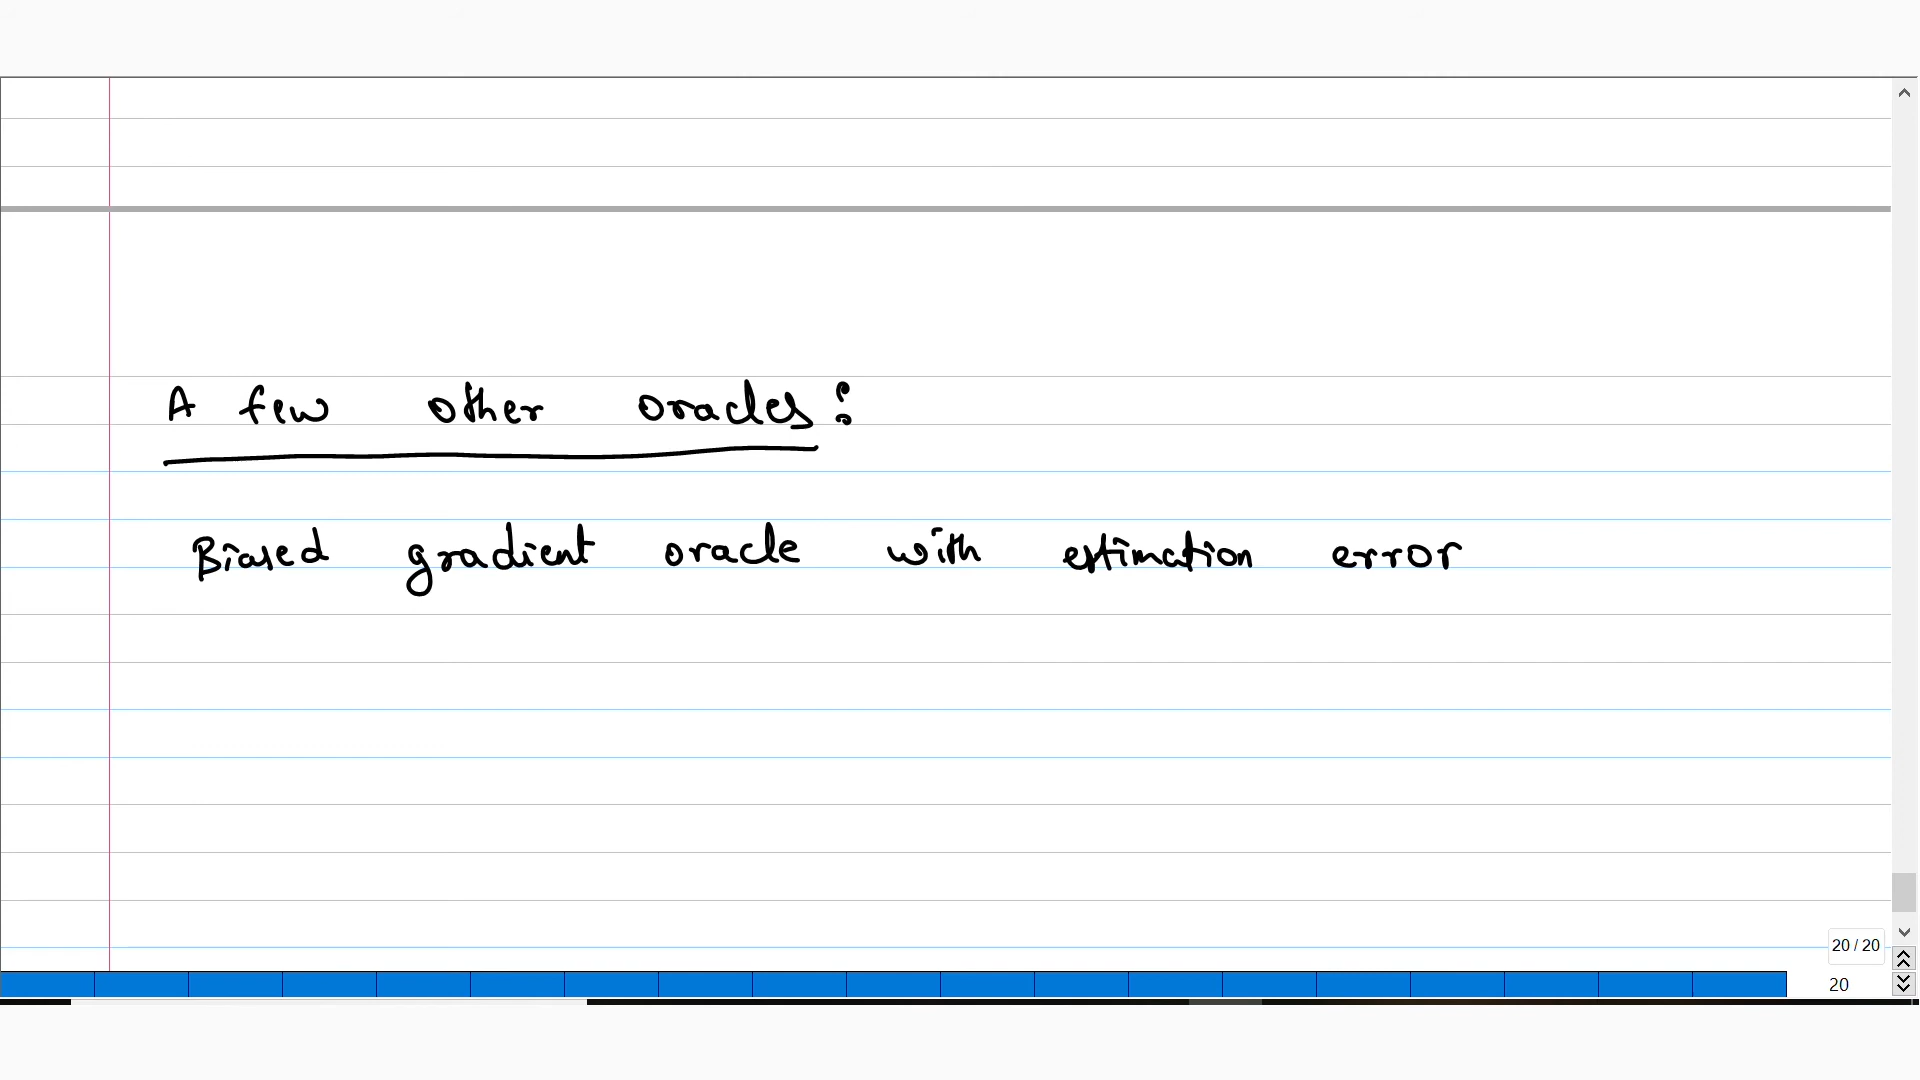 A few other oracles:
Biased gradient oracle with estimation error
20 / 20
20